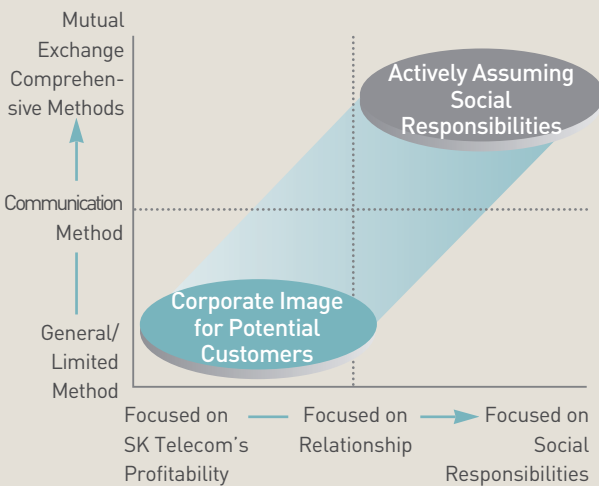 Mutual
Exchange
Comprehen-
sive Methods
Communication
Method
General/
Limited
Method
Actively Assuming
Social
Responsibilities
Corporate Image
for Potential
Customers
Focused on
SK Telecom's
Profitability
Focused on
Relationship
Focused on
Social
Responsibilities